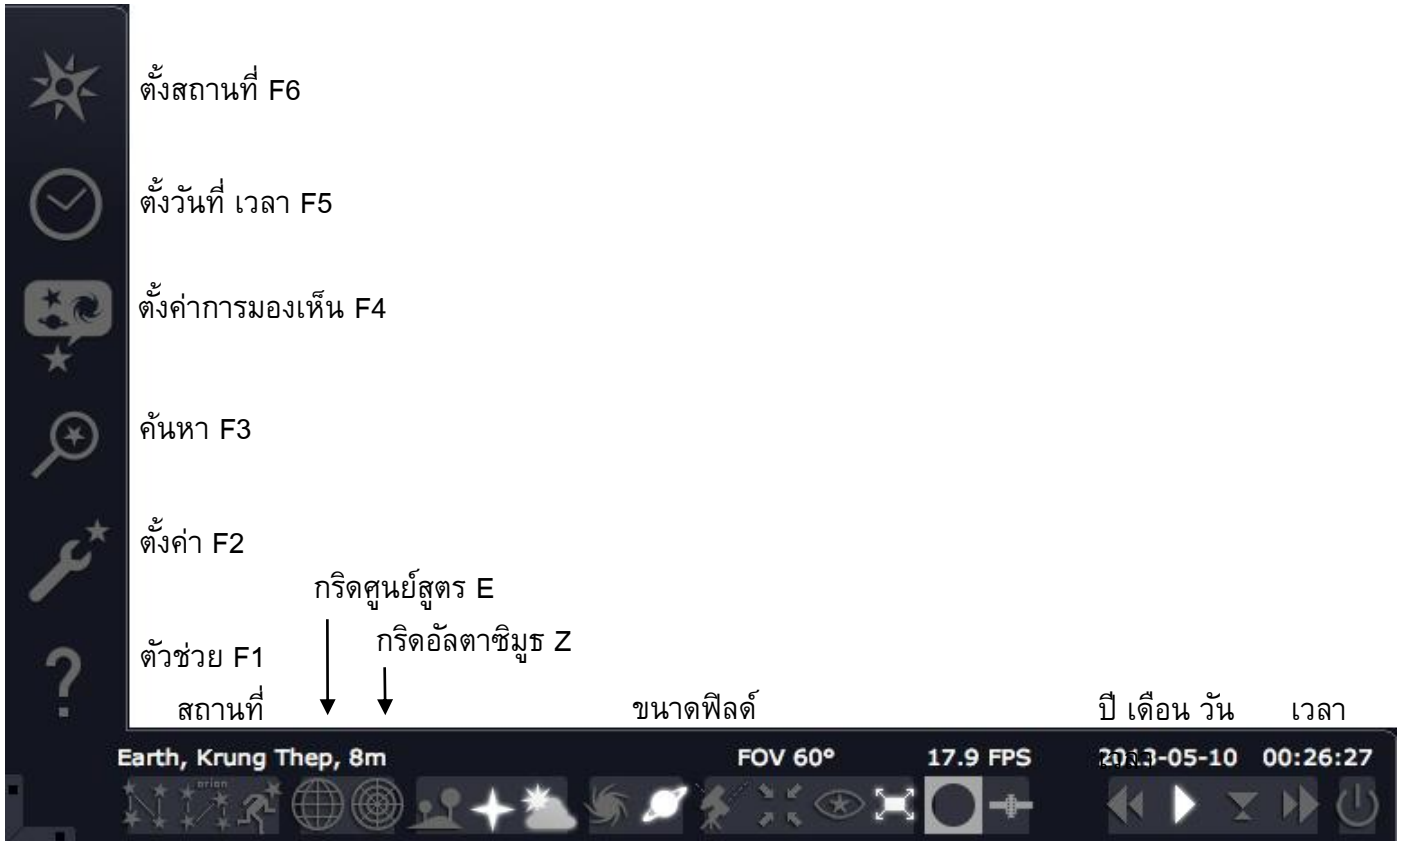 ตั้งสถานที่ F6
ตั้งวันที่ เวลา F5
ตั้งค่าการมองเห็น F4
ค้นหา F3
ตั้งค่า F2
กริดศูนย์สูตร E
กริดอัลตาซิมูธ Z
ตัวช่วย F1
สถานที่ ขนาดฟิลด์ ปี เดือน วัน เวลา
Earth, Krung Thep, 8m FOV 60° 17.9 FPS -05-10 00:26:27
orion